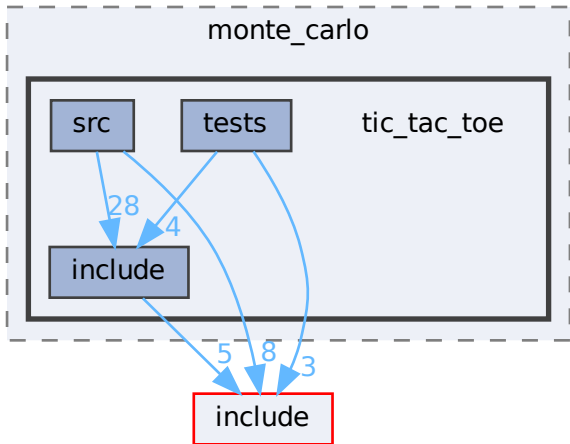 monte_carlo
src
tests
tic_tac_toe
28
4
include
5
8
3
include